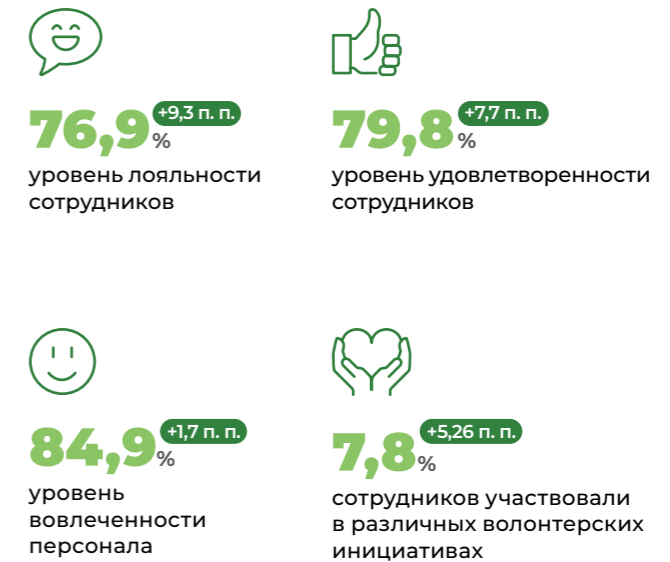 76,9% +9,3 п. п.
уровень лояльности
сотрудников
79,8% +7,7 п. п.
уровень удовлетворенности
сотрудников
84,9% +1,7 п. п.
уровень
вовлеченности
персонала
7,8% +5,26 п. п.
сотрудников участвовали
в различных волонтерских
инициативах